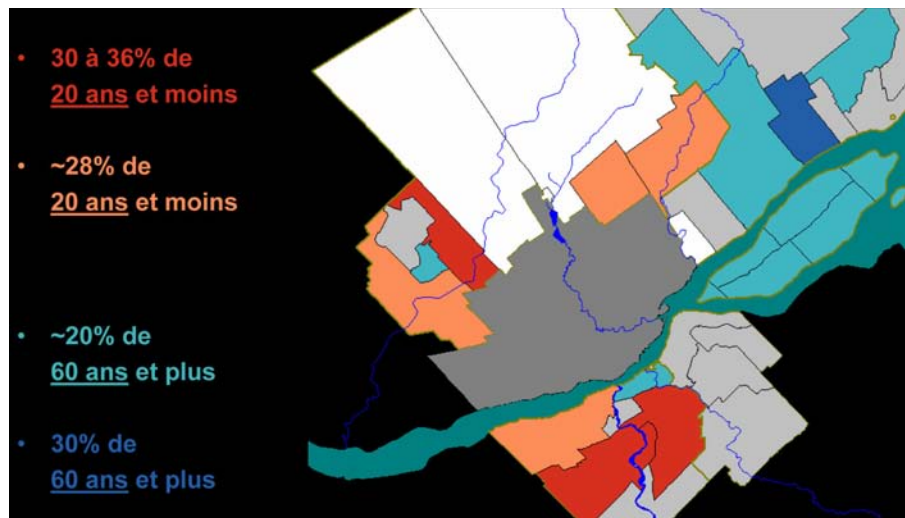 • 30 à 36% de
20 ans et moins
• ~28% de
20 ans et moins
• ~20% de
60 ans et plus
• 30% de
60 ans et plus